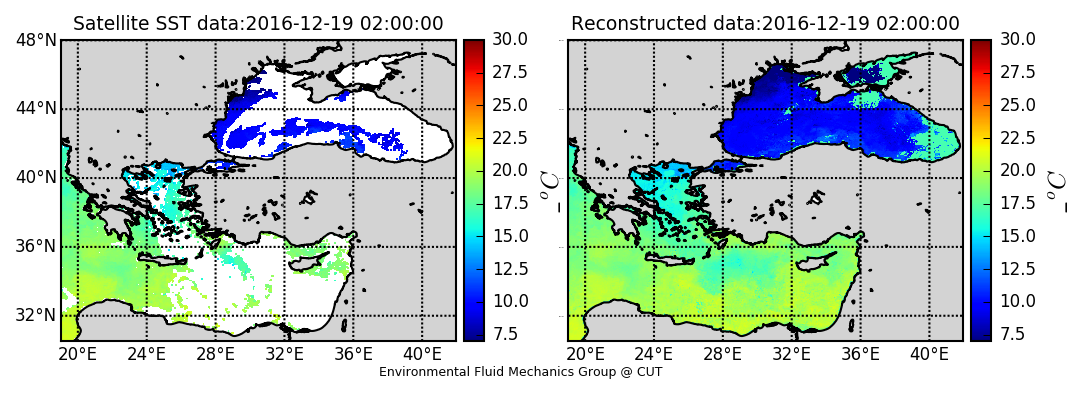 Satellite SST data:2016-12-19 02:00:00
Reconstructed data:2016-12-19 02:00:00
48°N
44°N
40°N
36°N
32°N
20°E 24°E 28°E 32°E 36°E 40°E
30.0
27.5
25.0
22.5
20.0
17.5
15.0
12.5
10.0
7.5
_ °C
20°E 24°E 28°E 32°E 36°E 40°E
30.0
27.5
25.0
22.5
20.0
17.5
15.0
12.5
10.0
7.5
_ °C
Environmental Fluid Mechanics Group @ CUT